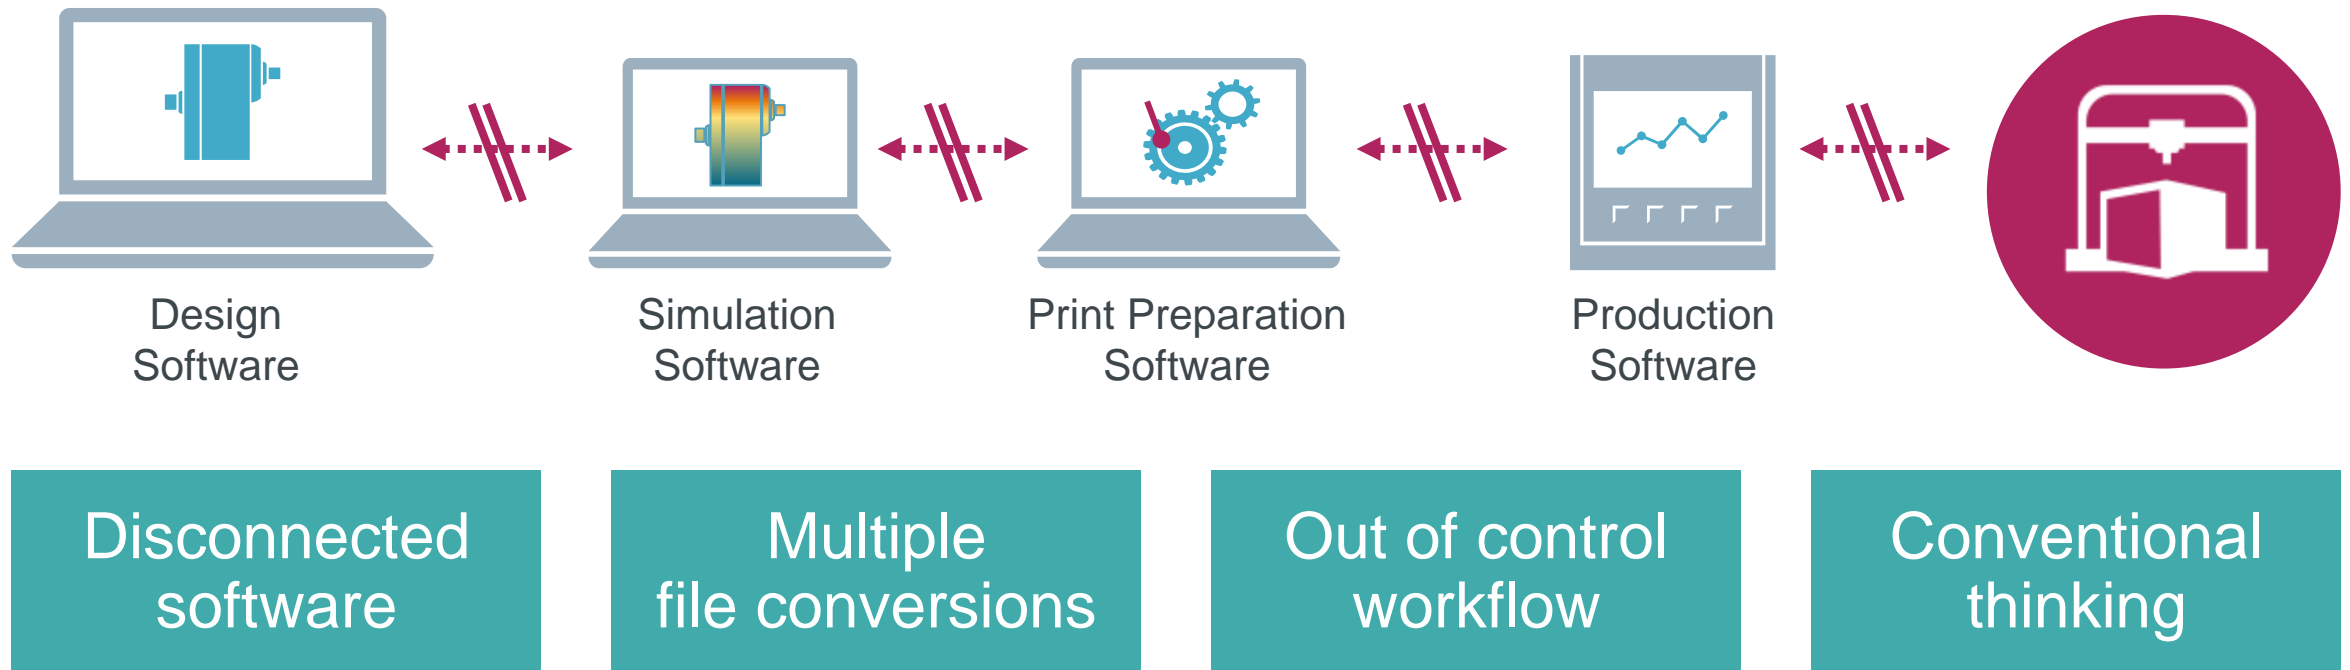 Design
Software
Simulation
Software
Print Preparation
Software
Production
Software
Disconnected
software
Multiple
file conversions
Out of control
workflow
Conventional
thinking